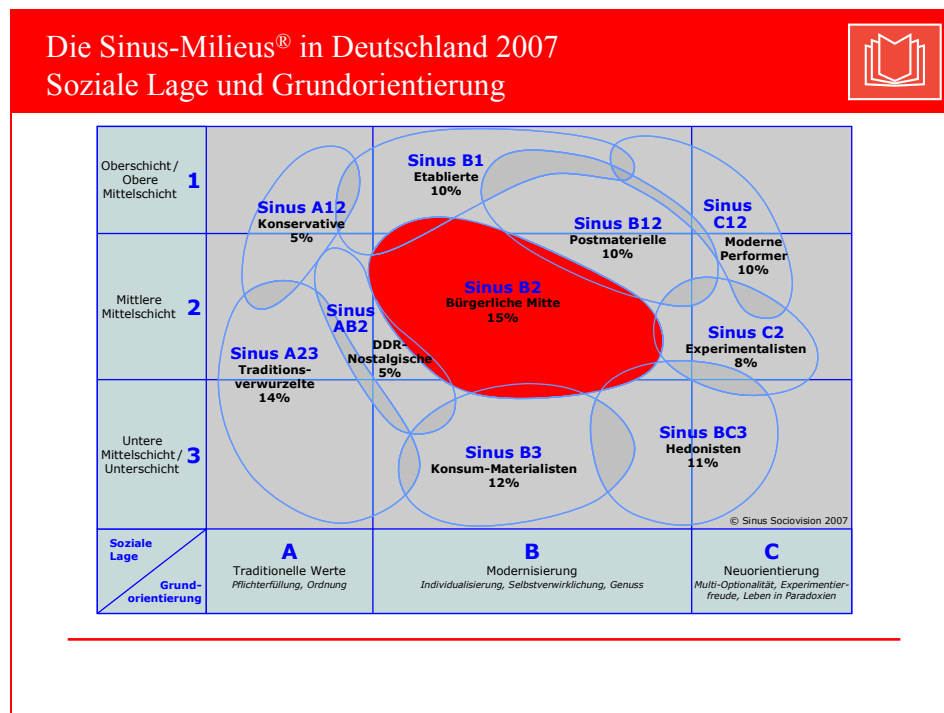 Die Sinus-Milieus® in Deutschland 2007
Soziale Lage und Grundorientierung
Oberschicht/
Obere
Mittelschicht
1
Mittlere
Mittelschicht
2
Untere
Mittelschicht/
Unterschicht
3
Sinus B1
Etablierte
10%
Sinus A12
Konservative
5%
Sinus B12
Postmaterielle
10%
Sinus
C12
Moderne
Performer
10%
Sinus B2
Bürgerliche Mitte
15%
Sinus
AB2
DDR-
Nostalgische
5%
Sinus A23
Traditions-
verwurzelte
14%
Sinus C2
Experimentalisten
8%
Sinus B3
Konsum-Materialisten
12%
Sinus BC3
Hedonisten
11%
© Sinus Sociovision 2007
Soziale
Lage
Grund-
orientierung
A
Traditionelle Werte
Pflichterfüllung, Ordnung
B
Modernisierung
Individualisierung, Selbstverwirklichung, Genuss
C
Neuorientierung
Multi-Optionalität, Experimentier-
freude, Leben in Paradoxien